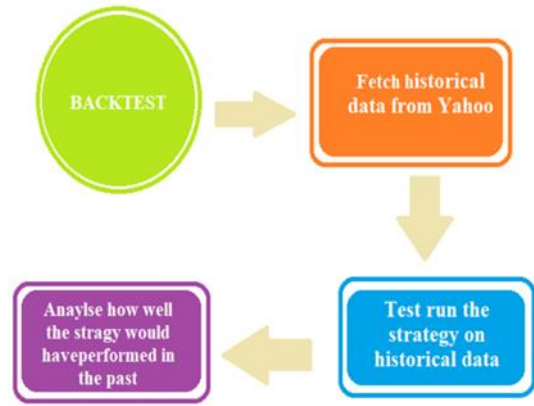 BACKTEST
Fetch historical
data from Yahoo
Test run the
strategy on
historical data
Anaylse how well
the stragy would
haveperformed in
the past